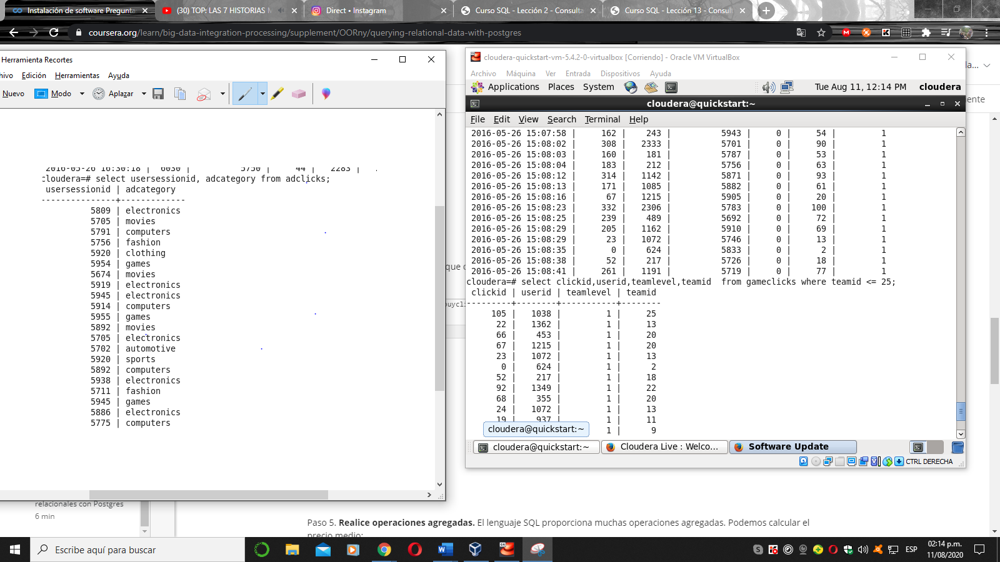 Instalación de software Pregunta
(30) TOP: LAS 7 HISTORIAS
Direct • Instagram
Curso SQL - Lección 2 - Consulta
Curso SQL - Lección 13 - Consult
coursera.org/learn/big-data-integration-processing/supplement/OORny/querying-relational-data-with-postgres
Herramienta Recortes
hivo Edición Herramientas Ayuda
Nuevo Modo Aplazar
2016-05-26 16:30:18 | 6030 | 5750 | 44 | 2283 |
cloudera=# select usersessionid, adcategory from adclicks;
usersessionid | adcategory
---------------+-------------
5809 | electronics
5705 | movies
5791 | computers
5756 | fashion
5920 | clothing
5954 | games
5674 | movies
5919 | electronics
5945 | electronics
5914 | computers
5955 | games
5892 | movies
5705 | electronics
5702 | automotive
5920 | sports
5892 | computers
5938 | electronics
5711 | fashion
5945 | games
5886 | electronics
5775 | computers
cloudera-quickstart-vm-5.4.2-0-virtualbox [Corriendo] - Oracle VM VirtualBox
Archivo Máquina Ver Entrada Dispositivos Ayuda
Applications Places System Tue Aug 11, 12:14 PM cloudera
cloudera@quickstart:~
File Edit View Search Terminal Help
2016-05-26 15:07:58 | 162 | 243 | 5943 | 0 | 54 | 1
2016-05-26 15:08:02 | 308 | 2333 | 5701 | 0 | 90 | 1
2016-05-26 15:08:03 | 160 | 181 | 5787 | 0 | 53 | 1
2016-05-26 15:08:04 | 183 | 212 | 5756 | 0 | 63 | 1
2016-05-26 15:08:12 | 314 | 1142 | 5871 | 0 | 93 | 1
2016-05-26 15:08:13 | 171 | 1085 | 5882 | 0 | 61 | 1
2016-05-26 15:08:16 | 67 | 1215 | 5905 | 0 | 20 | 1
2016-05-26 15:08:23 | 332 | 2306 | 5783 | 0 | 100 | 1
2016-05-26 15:08:25 | 239 | 489 | 5692 | 0 | 72 | 1
2016-05-26 15:08:29 | 205 | 1162 | 5910 | 0 | 69 | 1
2016-05-26 15:08:29 | 23 | 1072 | 5746 | 0 | 13 | 1
2016-05-26 15:08:35 | 0 | 624 | 5833 | 0 | 2 | 1
2016-05-26 15:08:38 | 52 | 217 | 5726 | 0 | 18 | 1
2016-05-26 15:08:41 | 261 | 1191 | 5719 | 0 | 77 | 1
cloudera=# select clickid,userid,teamlevel,teamid  from gameclicks where teamid <= 25;
clickid | userid | teamlevel | teamid
---------+--------+-----------+--------
105 | 1038 | 1 | 25
22 | 1362 | 1 | 13
66 | 453 | 1 | 20
67 | 1215 | 1 | 20
23 | 1072 | 1 | 13
0 | 624 | 1 | 2
52 | 217 | 1 | 18
92 | 1349 | 1 | 22
68 | 355 | 1 | 20
24 | 1072 | 1 | 13
19 | 937 | 1 | 11
1 | 9
cloudera@quickstart:~
cloudera@quickstart:~ Cloudera Live : Welco... Software Update
CTRL DERECHA
la...
ente
que
buycli
relacionales con Postgres
6 min
Paso 5. Realice operaciones agregadas. El lenguaje SQL proporciona muchas operaciones agregadas. Podemos calcular el
precio medio:
Escribe aquí para buscar
ESP
02:14 p.m.
11/08/2020